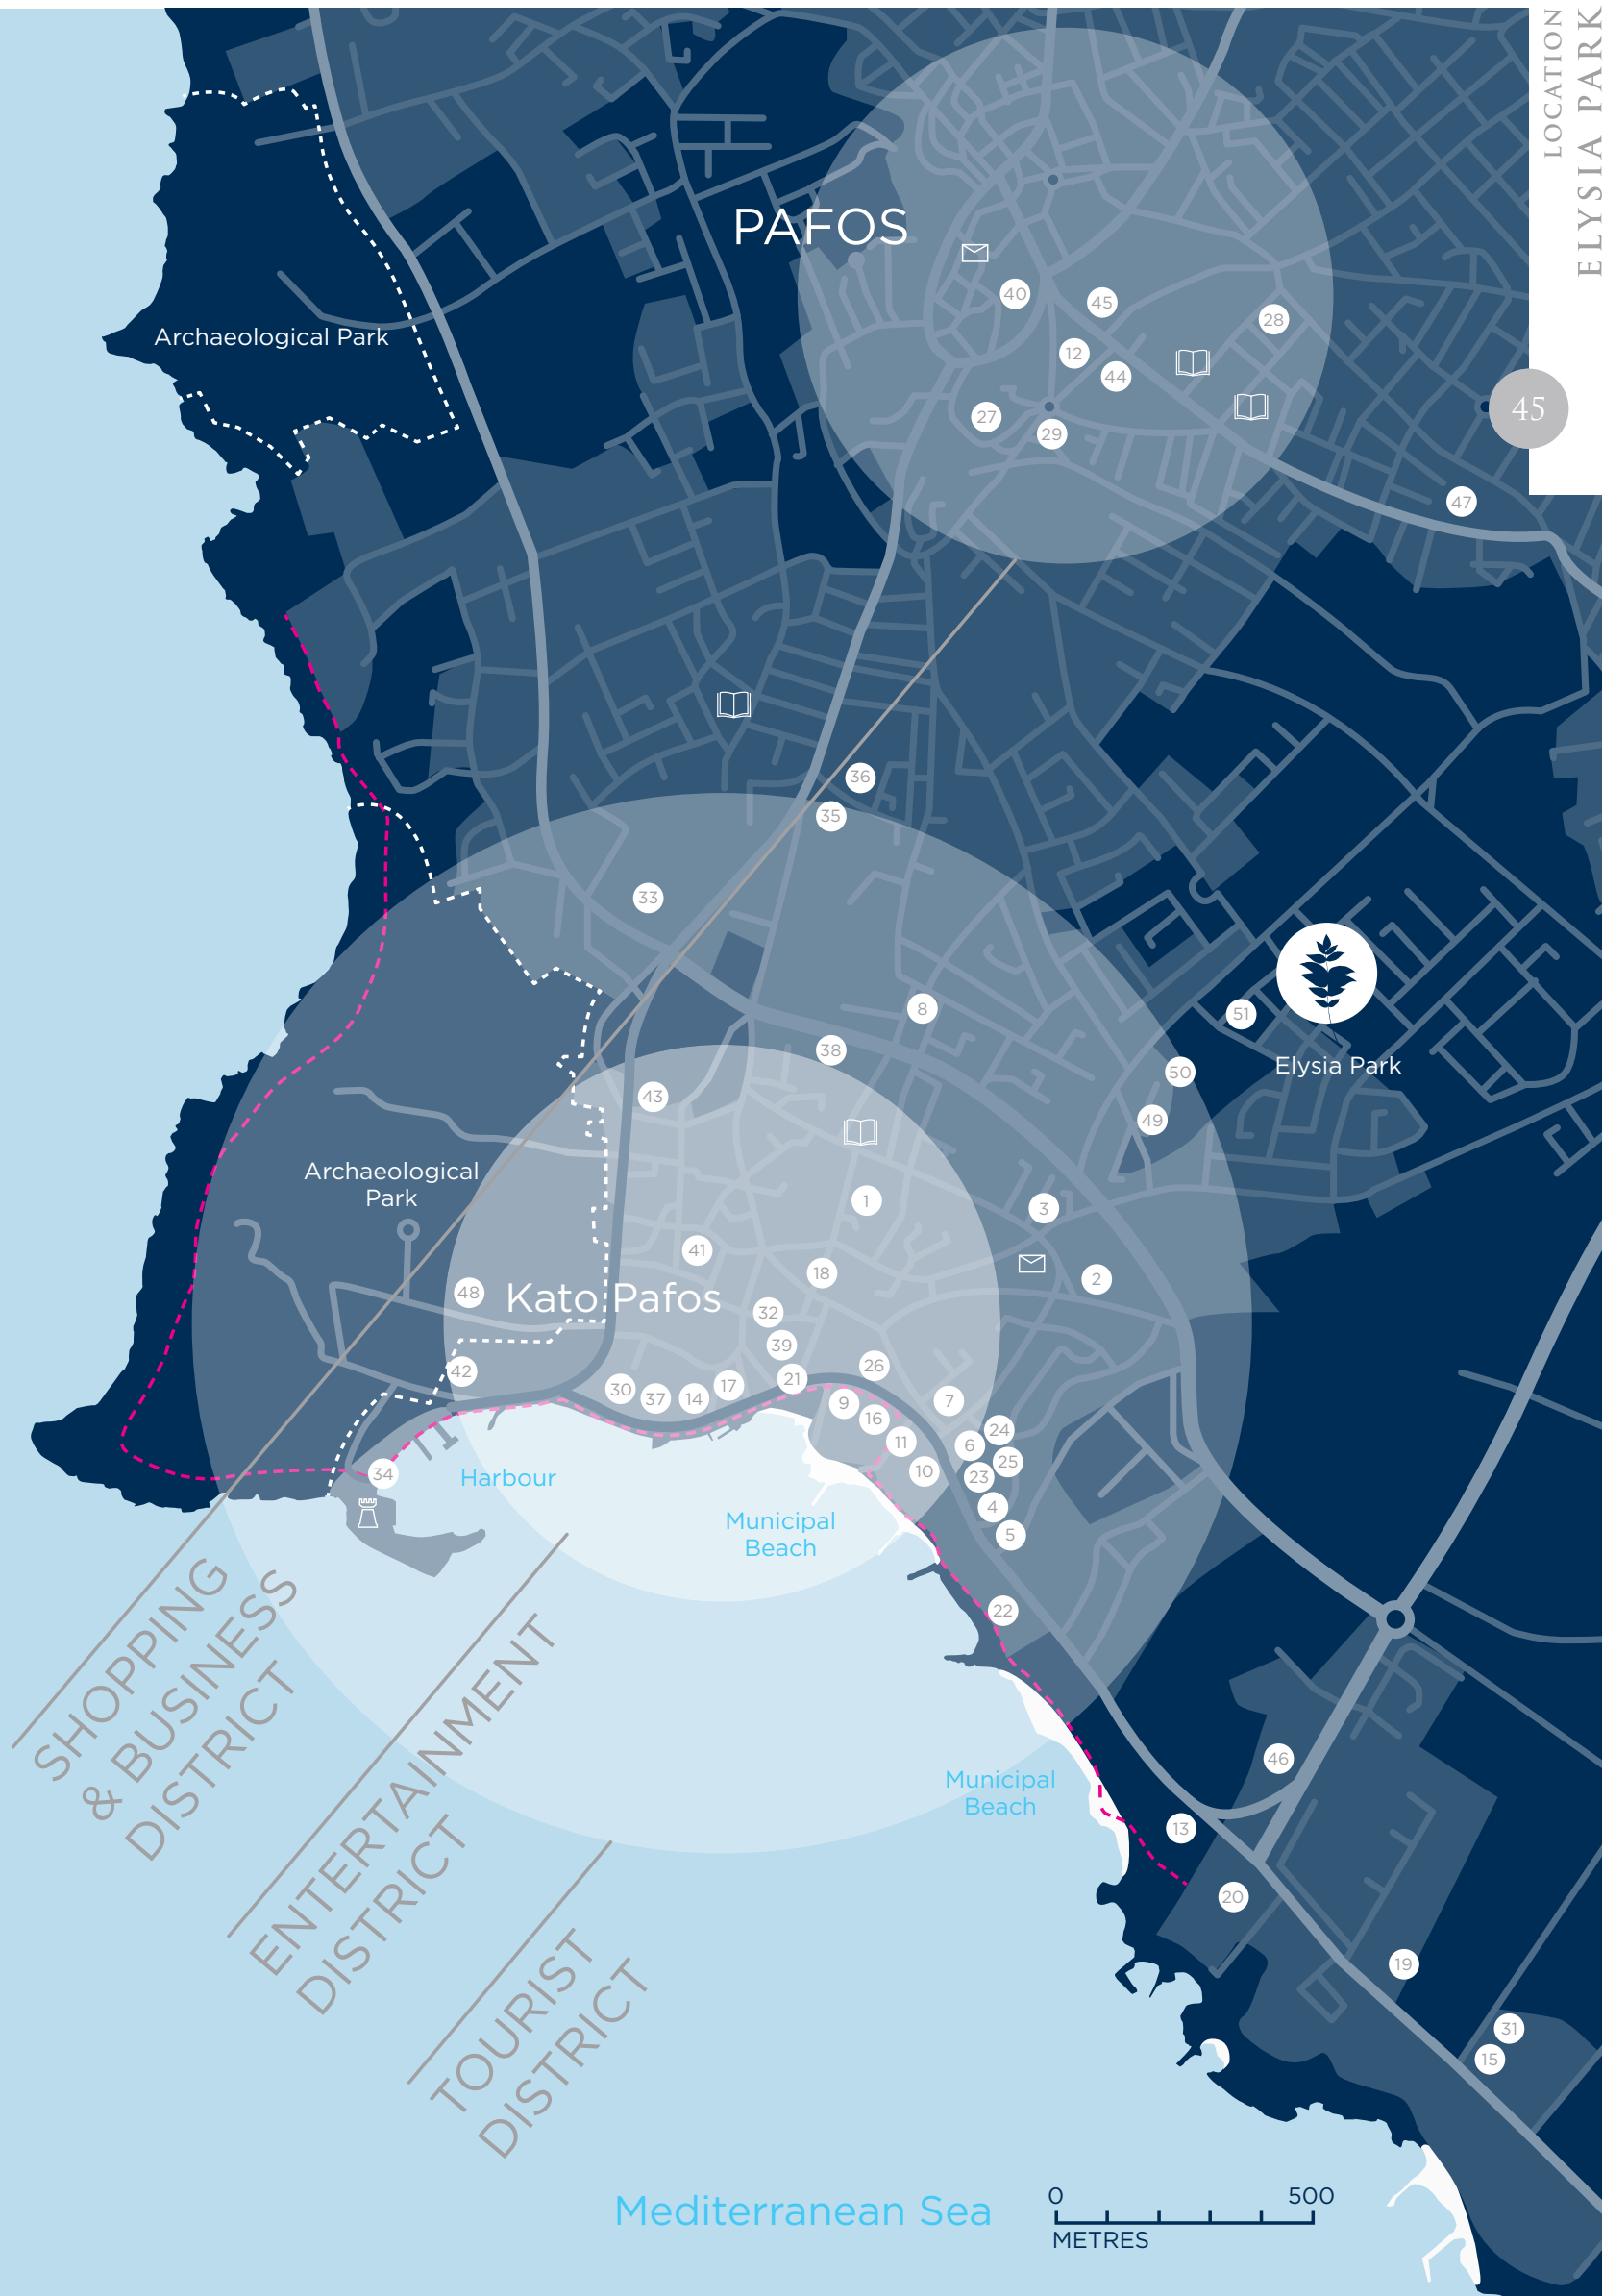 LOCATION
ELYSIA PARK
45
PAFOS
40
45
28
12
44
27
29
47
Archaeological Park
36
35
33
8
51
38
50
Elysia Park
43
49
Archaeological
Park
1
3
41
18
2
48
Kato Pafos
32
39
42
26
21
30
37
14
17
7
9
16
24
11
6
25
10
23
34
4
5
Harbour
Municipal
Beach
22
SHOPPING
& BUSINESS
DISTRICT
ENTERTAINMENT
DISTRICT
TOURIST
DISTRICT
46
Municipal
Beach
13
20
19
31
15
Mediterranean Sea
0
500
METRES